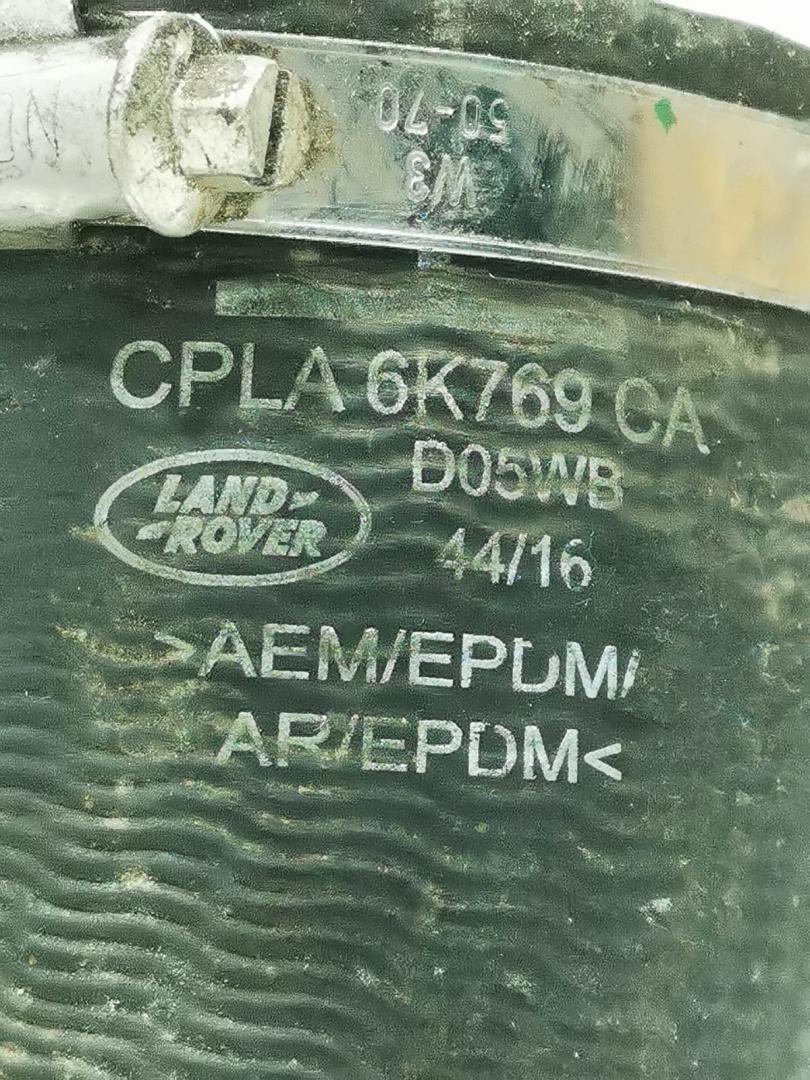 50-70
W3
CPLA 6K769 CA
D05WB
LAND-
-ROVER
44/16
>AEM/EPDM/
AR/EPDM<